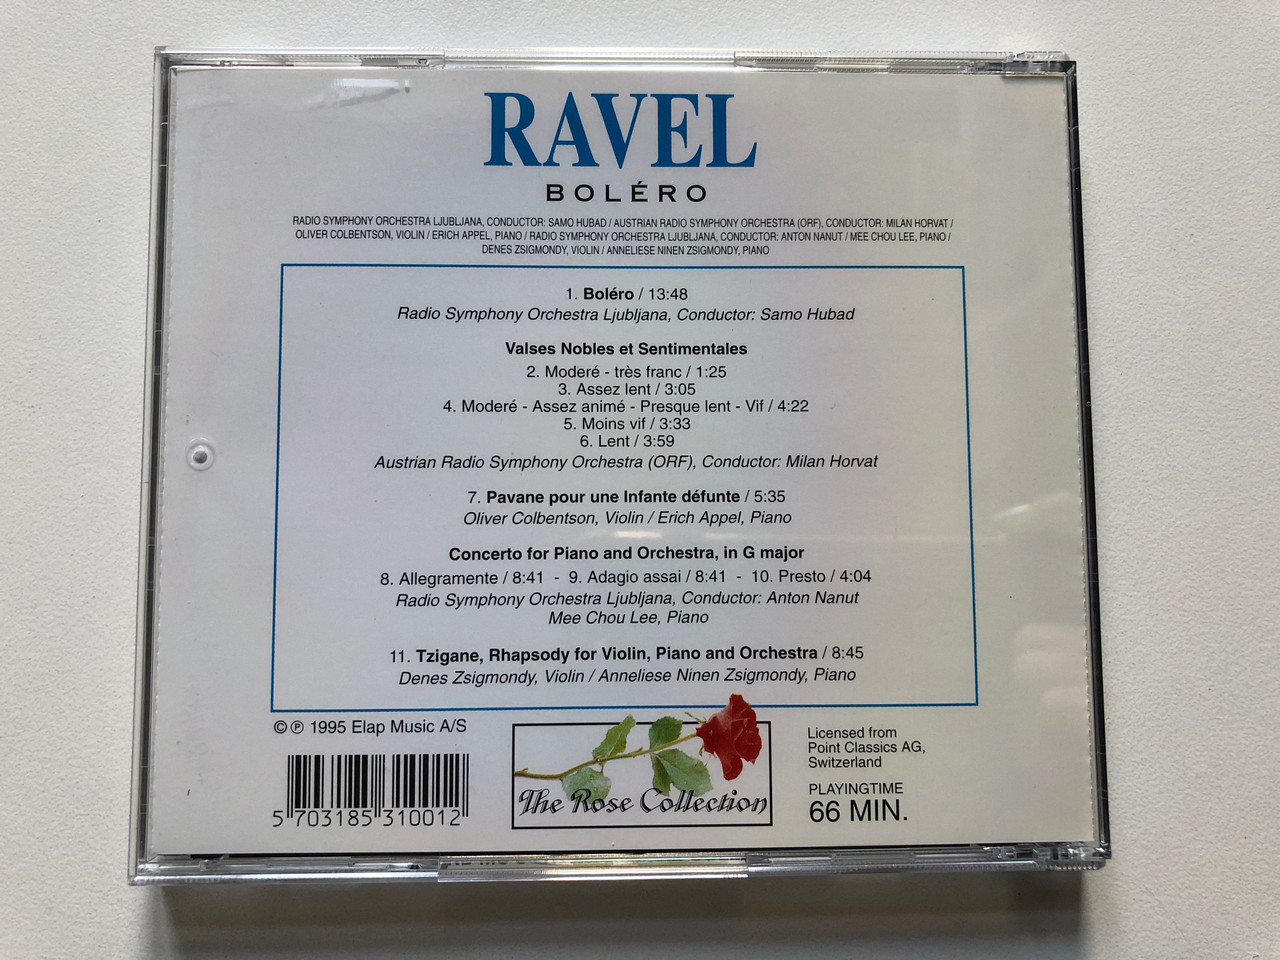 RAVEL
BOLÉRO
RADIO SYMPHONY ORCHESTRA LJUBLJANA, CONDUCTOR: SAMO HUBAD / AUSTRIAN RADIO SYMPHONY ORCHESTRA (ORF), CONDUCTOR: MILAN HORVAT /
OLIVER COLBENTSON, VIOLIN / ERICH APPEL, PIANO / RADIO SYMPHONY ORCHESTRA LJUBLJANA, CONDUCTOR: ANTON NANUT / MEE CHOU LEE, PIANO /
DENES ZSIGMONDY, VIOLIN / ANNELIESE NINEN ZSIGMONDY, PIANO
1. Boléro / 13:48
Radio Symphony Orchestra Ljubljana, Conductor: Samo Hubad
Valses Nobles et Sentimentales
2. Moderé - très franc / 1:25
3. Assez lent / 3:05
4. Moderé - Assez animé - Presque lent - Vif / 4:22
5. Moins vif / 3:33
6. Lent / 3:59
Austrian Radio Symphony Orchestra (ORF), Conductor: Milan Horvat
7. Pavane pour une Infante défunte / 5:35
Oliver Colbentson, Violin / Erich Appel, Piano
Concerto for Piano and Orchestra, in G major
8. Allegramente / 8:41 - 9. Adagio assai / 8:41 - 10. Presto / 4:04
Radio Symphony Orchestra Ljubljana, Conductor: Anton Nanut
Mee Chou Lee, Piano
11. Tzigane, Rhapsody for Violin, Piano and Orchestra / 8:45
Denes Zsigmondy, Violin / Anneliese Ninen Zsigmondy, Piano
© ℗ 1995 Elap Music A/S
5 703185 310012
The Rose Collection
Licensed from
Point Classics AG,
Switzerland
PLAYINGTIME
66 MIN.